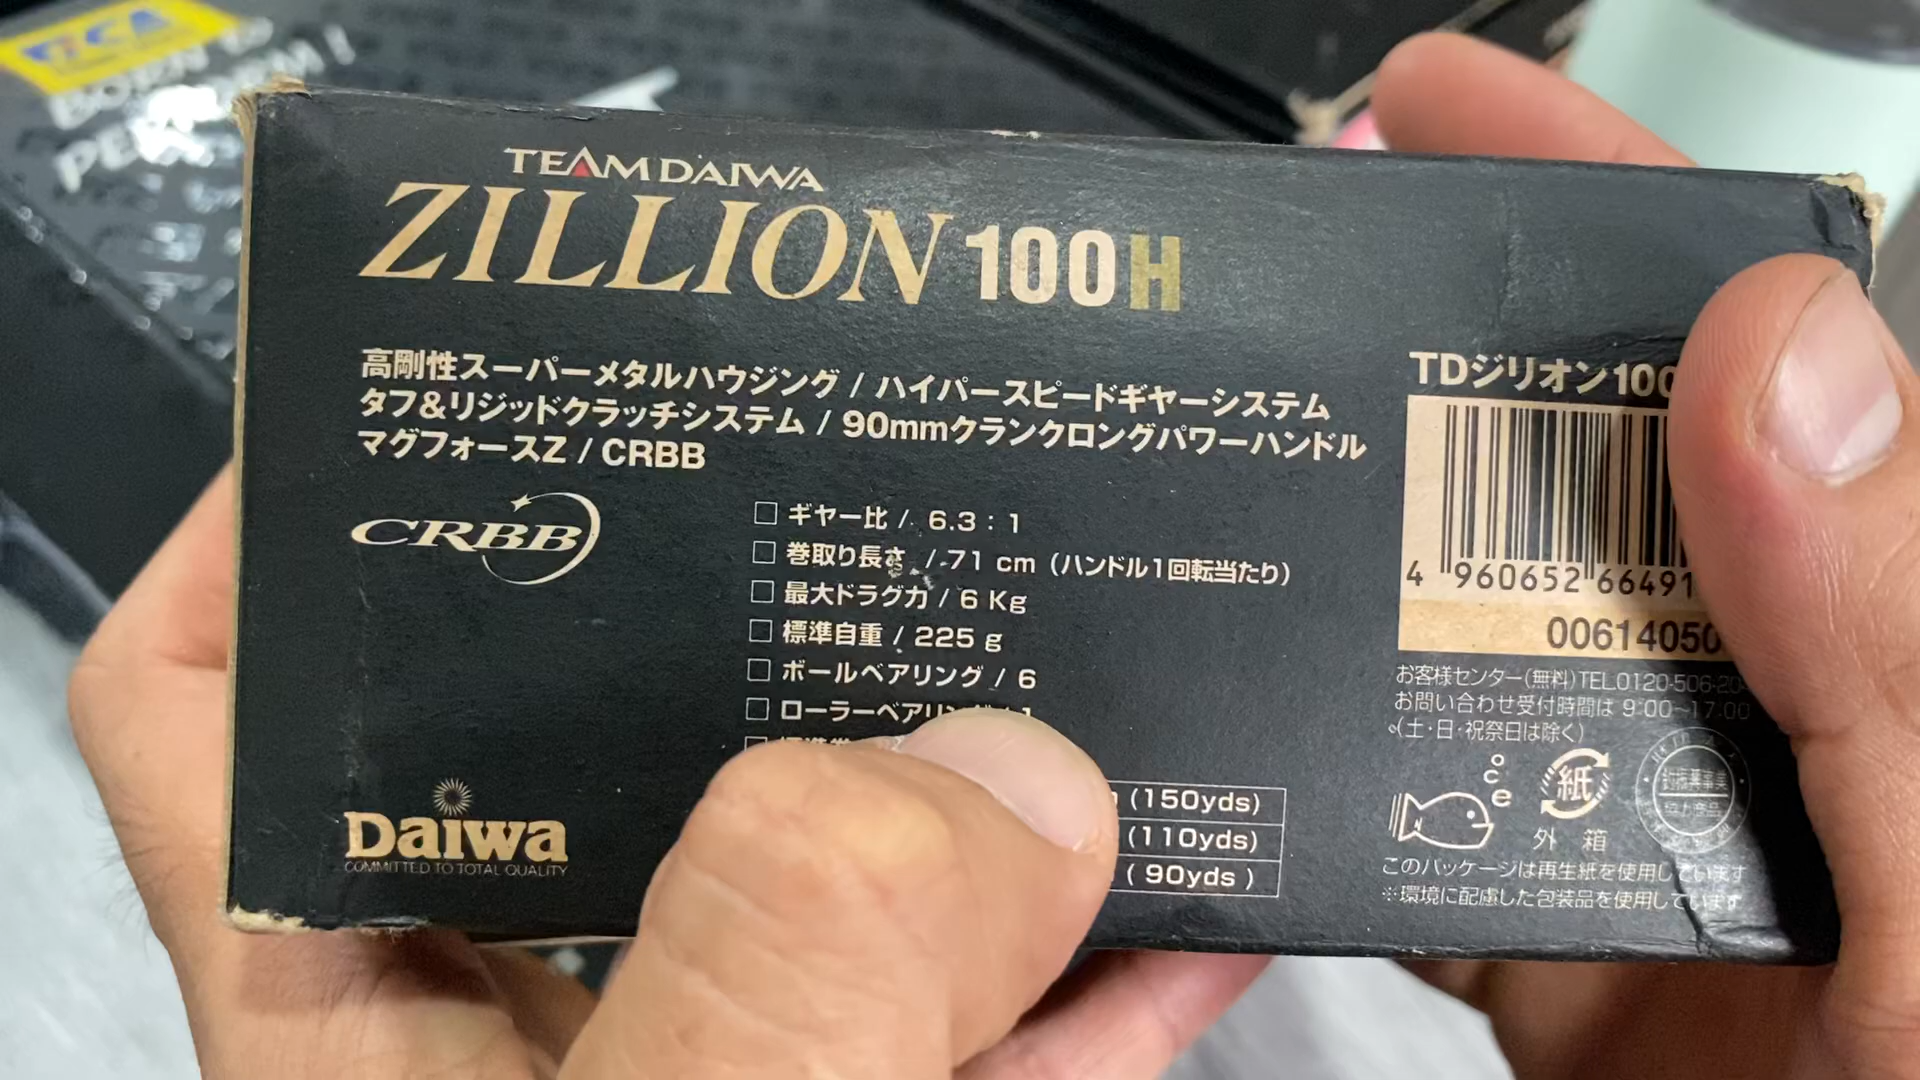 TEAM DAIWA
ZILLION 100H
高剛性スーパーメタルハウジング / ハイパースピードギヤーシステム
タフ&リジッドクラッチシステム / 90mmクランクロングパワーハンドル
マグフォースZ / CRBB
CRBB
□ ギヤー比 / 6.3 : 1
□ 巻取り長さ / 71 cm (ハンドル1回転当たり)
□ 最大ドラグ力 / 6 Kg
□ 標準自重 / 225 g
□ ボールベアリング / 6
□ ローラーベアリング / 1
(150yds)
(110yds)
( 90yds )
Daiwa
COMMITTED TO TOTAL QUALITY
TDジリオン100
4 960652 66491
00614050
お客様センター(無料)TEL0120-506-20
お問い合わせ受付時間は 9:00~17:00
(土・日・祝祭日は除く)
紙
外 箱
このパッケージは再生紙を使用しています
※環境に配慮した包装品を使用しています